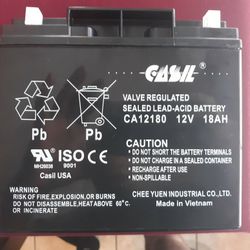 CASIL
VALVE REGULATED
SEALED LEAD-ACID BATTERY
CA12180 12V 18AH
Pb Pb
UL ISO CE
MH26038 9001
Casil USA
CAUTION:
• DO NOT SHORT THE BATTERY TERMINALS
• DO NOT CHARGE IN A SEALED CONTAINER
• RECHARGE AFTER USE
• NON-SPILLABLE
WARNING:
RISK OF FIRE,EXPLOSION,OR BURNS.
DO NOT DISASSEMBLE,HEAT ABOVE 60°C
OR INCINERATE.
CHEE YUEN INDUSTRIAL CO.,LTD.
Made in Vietnam